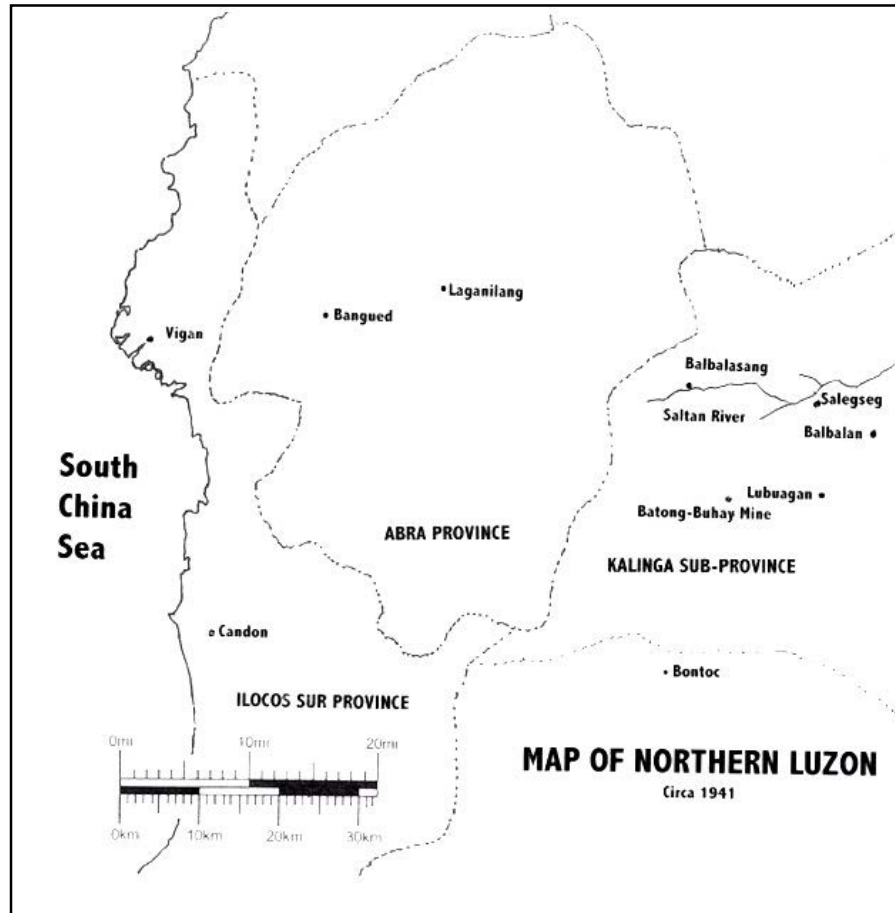 Laganilang
Bangued
Vigan
Balbalasang
Saltan River
Salegseg
Balbalan
South
China
Sea
Lubuagan
Batong-Buhay Mine
ABRA PROVINCE
KALINGA SUB-PROVINCE
Candon
Bontoc
ILOCOS SUR PROVINCE
0mi 10mi 20mi
MAP OF NORTHERN LUZON
Circa 1941
0km 10km 20km 30km